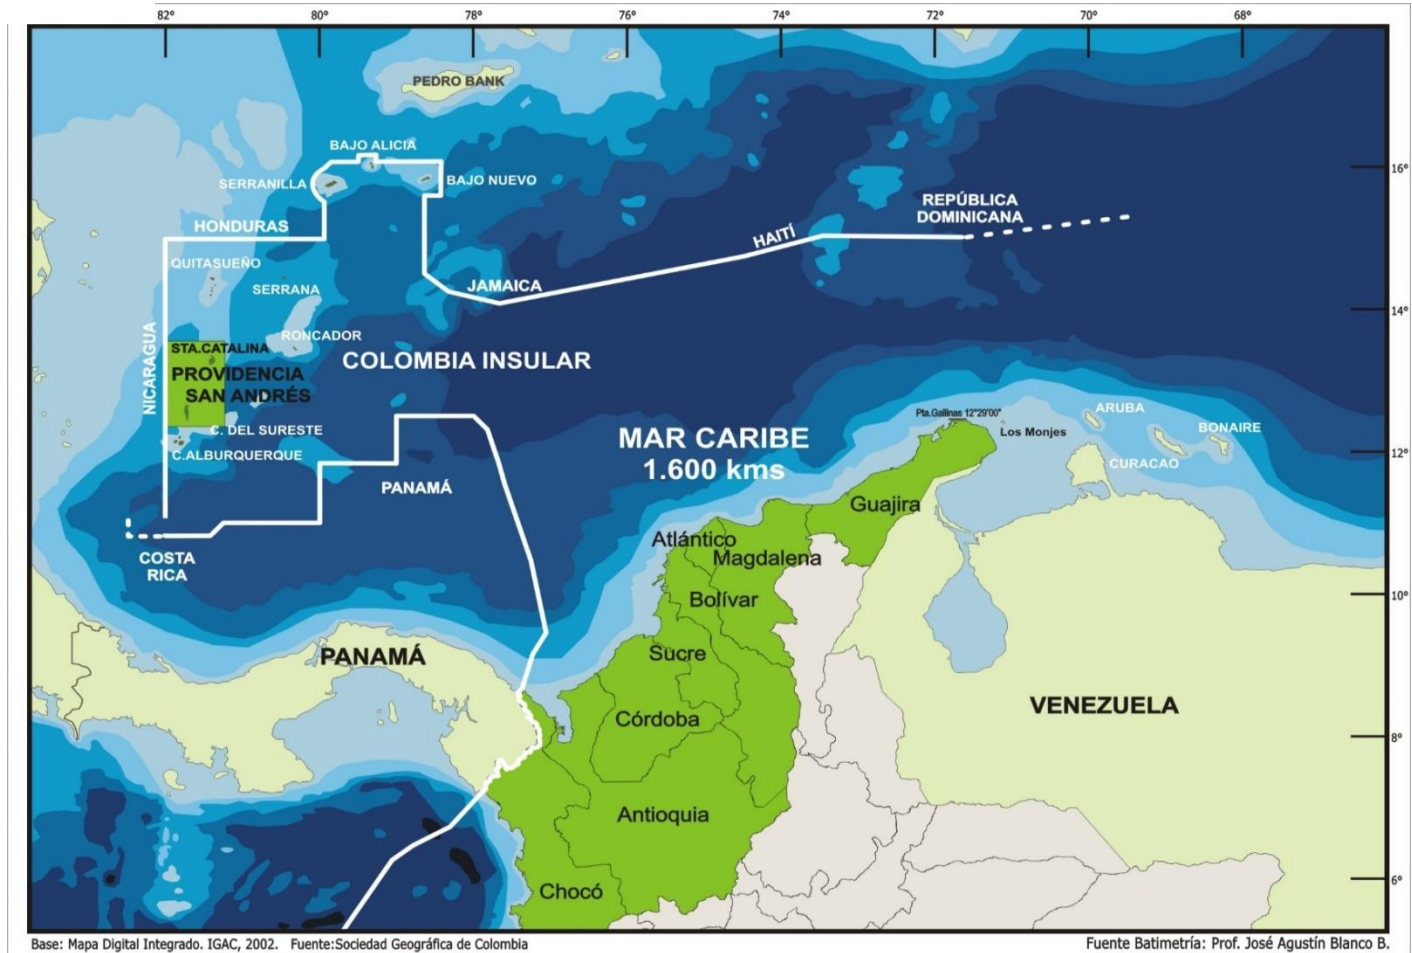 82°
80°
78°
76°
74°
72°
70°
68°
PEDRO BANK
BAJO ALICIA
SERRANILLA
BAJO NUEVO
16°
REPÚBLICA
DOMINICANA
HONDURAS
HAITÍ
QUITASUEÑO
SERRANA
JAMAICA
14°
RONCADOR
NICARAGUA
STA.CATALINA
COLOMBIA INSULAR
PROVIDENCIA
SAN ANDRÉS
C. DEL SURESTE
C.ALBURQUERQUE
Pta.Gallinas 12°29'00"
ARUBA
Los Monjes
BONAIRE
CURACAO
12°
MAR CARIBE
1.600 kms
PANAMÁ
Guajira
COSTA
RICA
Atlántico
Magdalena
Bolívar
10°
PANAMÁ
Sucre
Córdoba
VENEZUELA
8°
Antioquia
Chocó
6°
Base: Mapa Digital Integrado. IGAC, 2002. Fuente:Sociedad Geográfica de Colombia
Fuente Batimetría: Prof. José Agustín Blanco B.